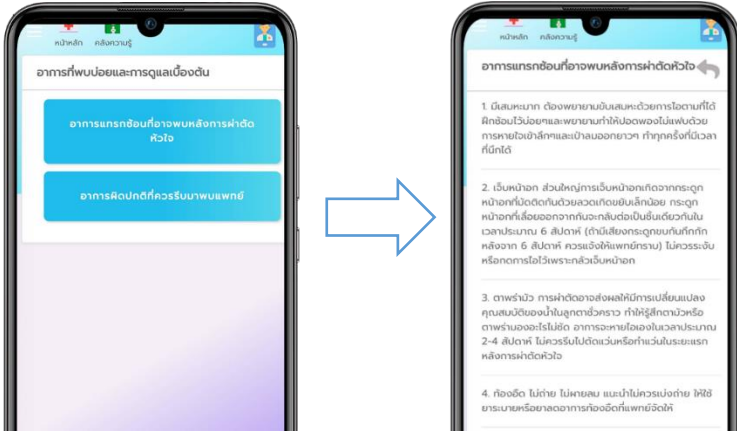 หน้าหลัก คลังความรู้
อาการที่พบบ่อยและการดูแลเบื้องต้น
อาการแทรกซ้อนที่อาจพบหลังการผ่าตัด
หัวใจ
อาการผิดปกติที่ควรรีบมาพบแพทย์
หน้าหลัก คลังความรู้
อาการแทรกซ้อนที่อาจพบหลังการผ่าตัดหัวใจ
1. มีเสมหะมาก ต้องพยายามขับเสมหะด้วยการไอตามที่ได้
ฝึกซ้อมไว้บ่อยๆและพยายามทำให้ปอดพองไม่แฟบด้วย
การหายใจเข้าลึกๆและเป่าลมออกยาวๆ ทำทุกครั้งที่มีเวลา
ที่นึกได้
2. เจ็บหน้าอก ส่วนใหญ่การเจ็บหน้าอกเกิดจากกระดูก
หน้าอกที่มัดติดกันด้วยลวดเกิดขยับเล็กน้อย กระดูก
หน้าอกที่เลื่อยออกจากกันจะกลับต่อเป็นชิ้นเดียวกันใน
เวลาประมาณ 6 สัปดาห์ (ถ้ามีเสียงกระดูกขบกันกึกกัก
หลังจาก 6 สัปดาห์ ควรแจ้งให้แพทย์ทราบ) ไม่ควรระงับ
หรือกดการไอไว้เพราะกลัวเจ็บหน้าอก
3. ตาพร่ามัว การผ่าตัดอาจส่งผลให้มีการเปลี่ยนแปลง
คุณสมบัติของน้ำในลูกตาชั่วคราว ทำให้รู้สึกตามัวหรือ
ตาพร่ามองอะไรไม่ชัด อาการจะหายไปเองในเวลาประมาณ
2-4 สัปดาห์ ไม่ควรรีบไปตัดแว่นหรือทำแว่นในระยะแรก
หลังการผ่าตัดหัวใจ
4. ท้องอืด ไม่ถ่าย ไม่ผายลม แนะนำไม่ควรเบ่งถ่าย ให้ใช้
ยาระบายหรือยาลดอาการท้องอืดที่แพทย์จัดให้